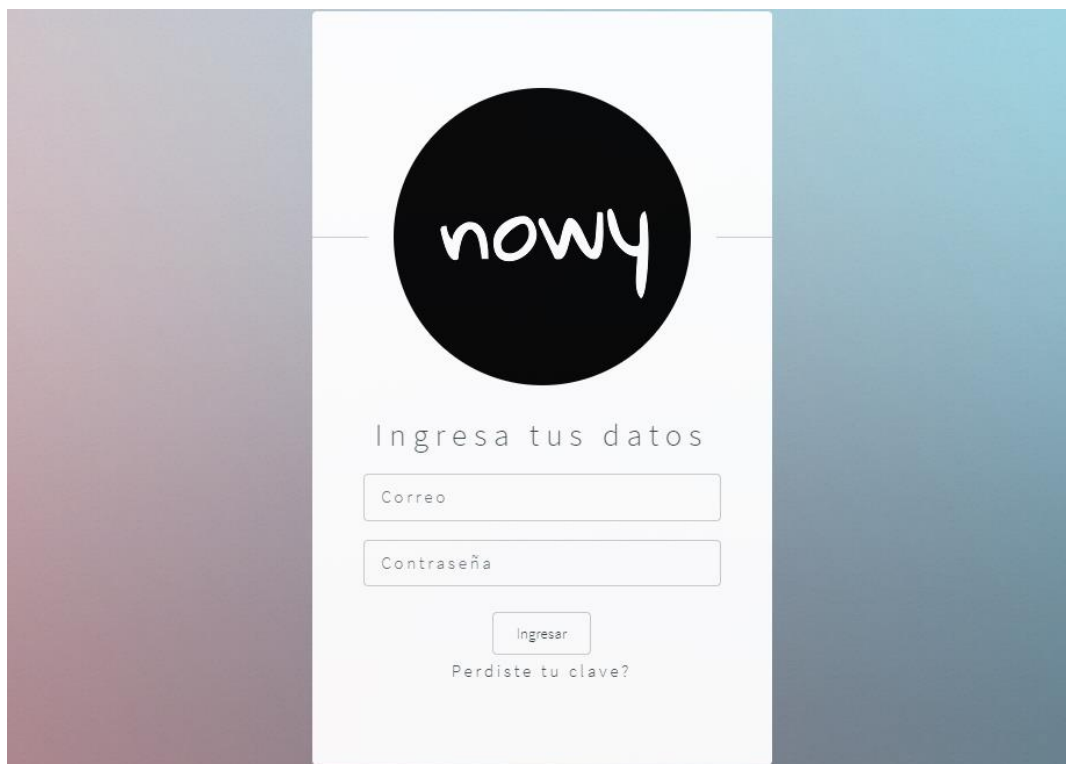 nowy
Ingresa tus datos
Correo
Contraseña
Ingresar
Perdiste tu clave?